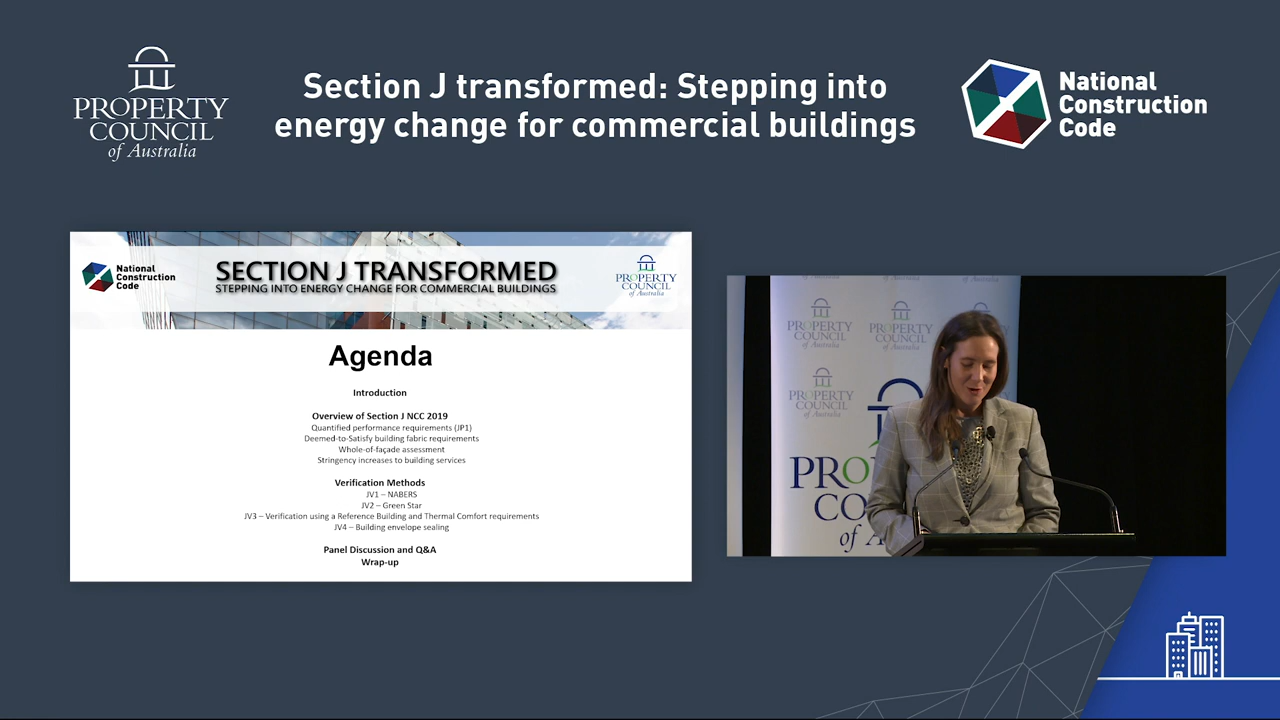 PROPERTY
COUNCIL
of Australia
Section J transformed: Stepping into
energy change for commercial buildings
National
Construction
Code
National
Construction
Code
SECTION J TRANSFORMED
STEPPING INTO ENERGY CHANGE FOR COMMERCIAL BUILDINGS
PROPERTY
COUNCIL
of Australia
Agenda
Introduction
Overview of Section J NCC 2019
Quantified performance requirements (JP1)
Deemed-to-Satisfy building fabric requirements
Whole-of-façade assessment
Stringency increases to building services
Verification Methods
JV1 – NABERS
JV2 – Green Star
JV3 – Verification using a Reference Building and Thermal Comfort requirements
JV4 – Building envelope sealing
Panel Discussion and Q&A
Wrap-up
PROPERTY
COUNCIL
of Australia
PROPERTY
COUNCIL
of Australia
PROPERTY
COUNCIL
of Australia
PRO
CO
of A